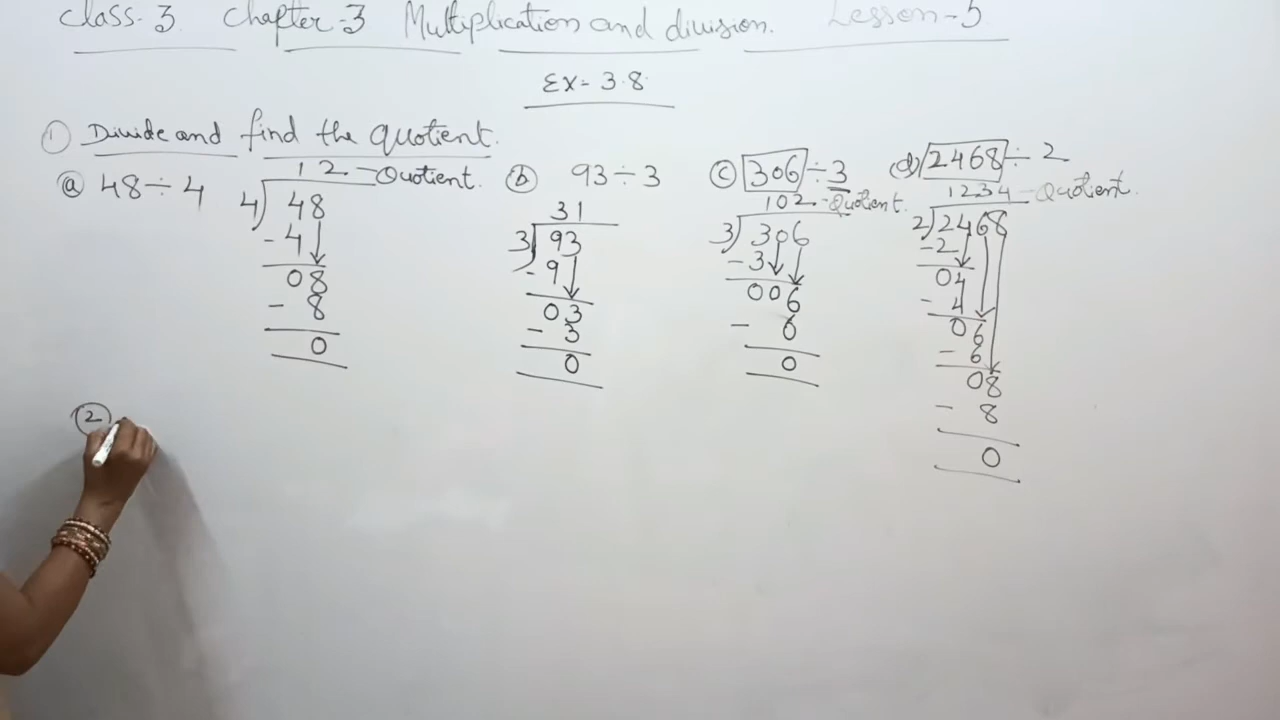 Class-3 Chapter-3 Multiplication and division. Lesson-5
Ex- 3.8
① Divide and find the quotient.
ⓐ 48 ÷ 4
12 - Quotient.
4)48
- 4
08
- 8
0
ⓑ 93 ÷ 3
31
3)93
- 9
03
- 3
0
ⓒ 306 ÷ 3
102 - Quotient.
3)306
- 3
006
- 6
0
ⓓ 2468 ÷ 2
1234 - Quotient.
2)2468
- 2
04
- 4
06
- 6
08
- 8
0
②